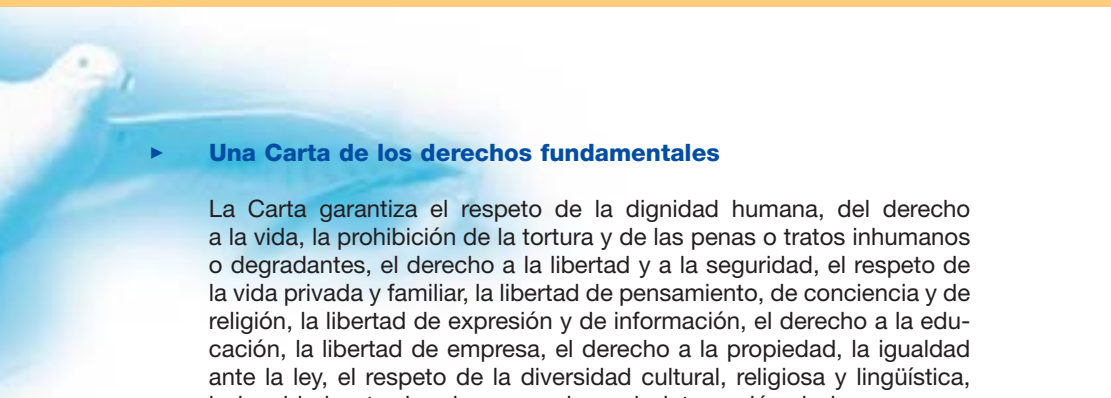 Una Carta de los derechos fundamentales
La Carta garantiza el respeto de la dignidad humana, del derecho
a la vida, la prohibición de la tortura y de las penas o tratos inhumanos
o degradantes, el derecho a la libertad y a la seguridad, el respeto de
la vida privada y familiar, la libertad de pensamiento, de conciencia y de
religión, la libertad de expresión y de información, el derecho a la edu-
cación, la libertad de empresa, el derecho a la propiedad, la igualdad
ante la ley, el respeto de la diversidad cultural, religiosa y lingüística,